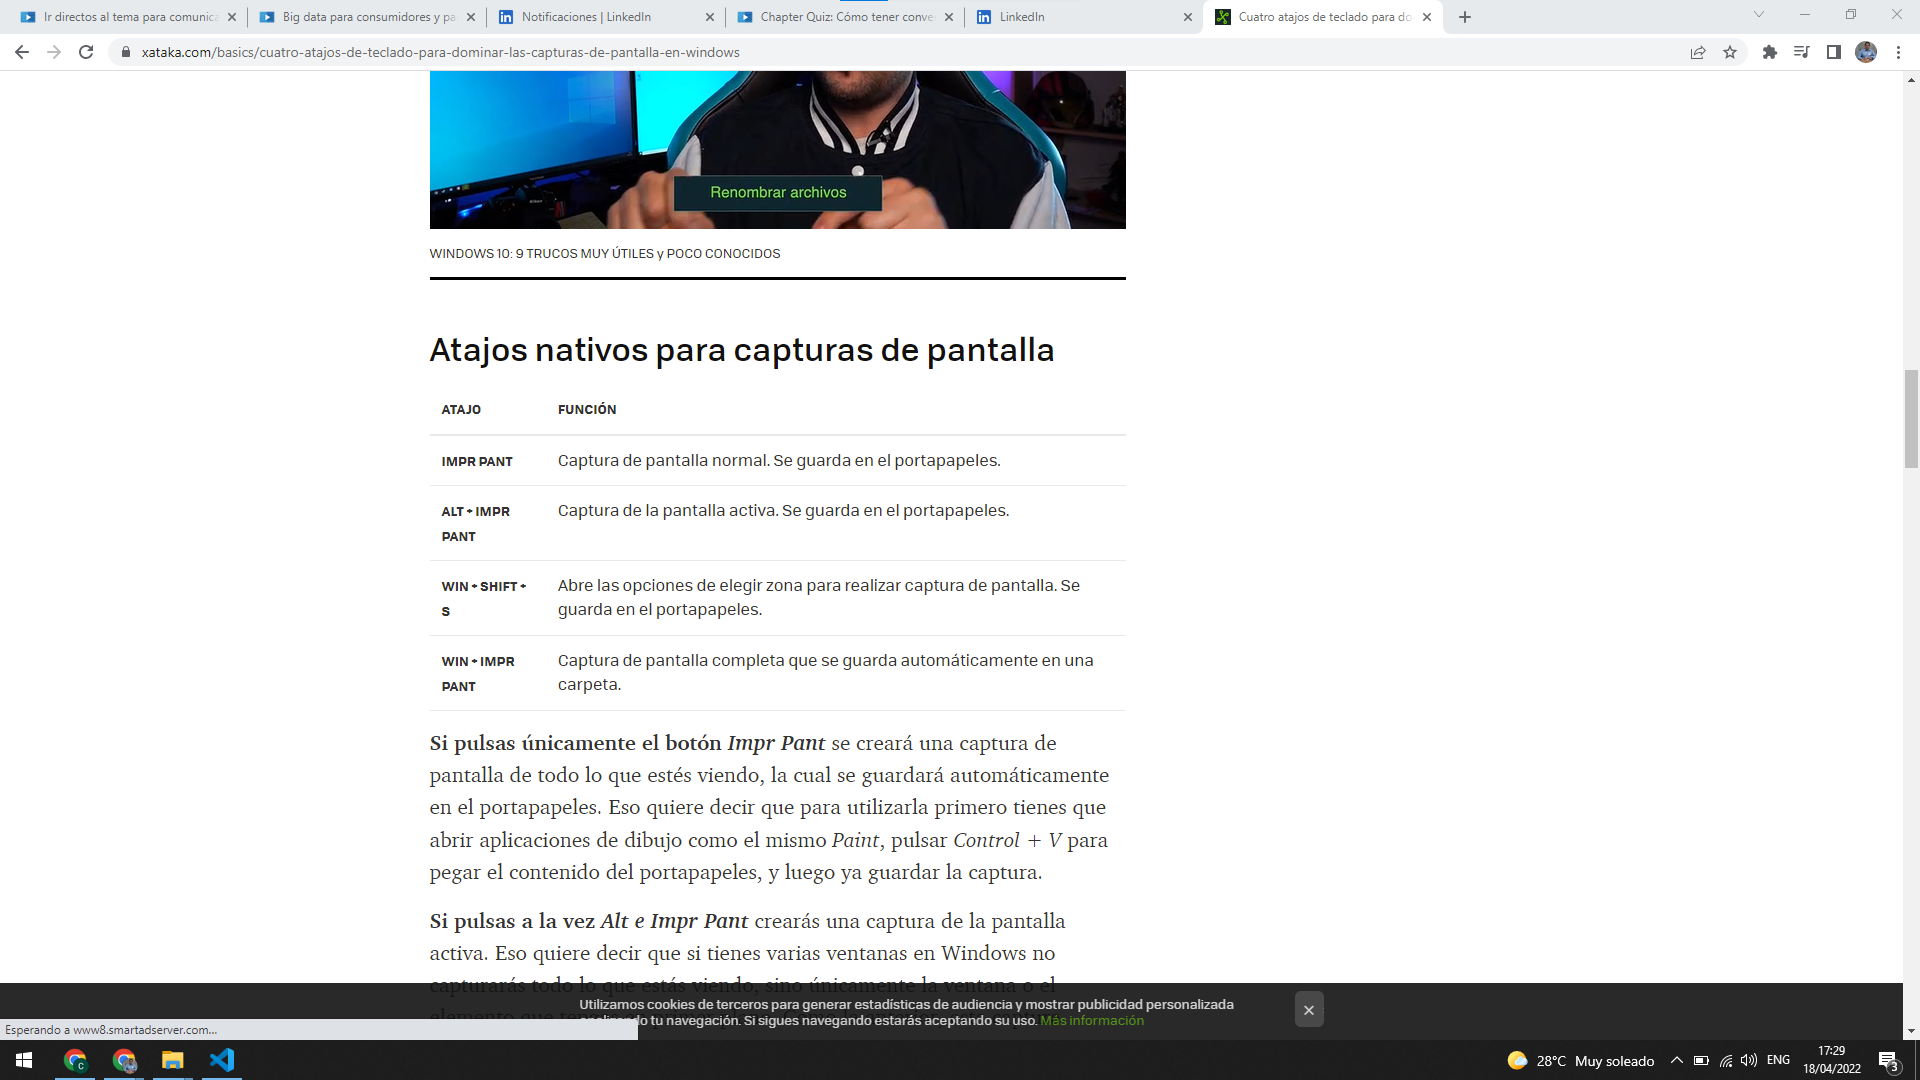 Ir directos al tema para comunica
Big data para consumidores y pa
Notificaciones | LinkedIn
Chapter Quiz: Cómo tener conve
LinkedIn
Cuatro atajos de teclado para do
xataka.com/basics/cuatro-atajos-de-teclado-para-dominar-las-capturas-de-pantalla-en-windows
Renombrar archivos
WINDOWS 10: 9 TRUCOS MUY ÚTILES y POCO CONOCIDOS
Atajos nativos para capturas de pantalla
ATAJO FUNCIÓN
IMPR PANT Captura de pantalla normal. Se guarda en el portapapeles.
ALT + IMPR
PANT
Captura de la pantalla activa. Se guarda en el portapapeles.
WIN + SHIFT +
S
Abre las opciones de elegir zona para realizar captura de pantalla. Se
guarda en el portapapeles.
WIN + IMPR
PANT
Captura de pantalla completa que se guarda automáticamente en una
carpeta.
Si pulsas únicamente el botón Impr Pant se creará una captura de
pantalla de todo lo que estés viendo, la cual se guardará automáticamente
en el portapapeles. Eso quiere decir que para utilizarla primero tienes que
abrir aplicaciones de dibujo como el mismo Paint, pulsar Control + V para
pegar el contenido del portapapeles, y luego ya guardar la captura.
Si pulsas a la vez Alt e Impr Pant crearás una captura de la pantalla
activa. Eso quiere decir que si tienes varias ventanas en Windows no
capturarás todo lo que estás viendo, sino únicamente la ventana o el
elemento que
Utilizamos cookies de terceros para generar estadísticas de audiencia y mostrar publicidad personalizada
lo tu navegación. Si sigues navegando estarás aceptando su uso. Más información
Esperando a www8.smartadserver.com...
28°C Muy soleado
ENG
17:29
18/04/2022
3